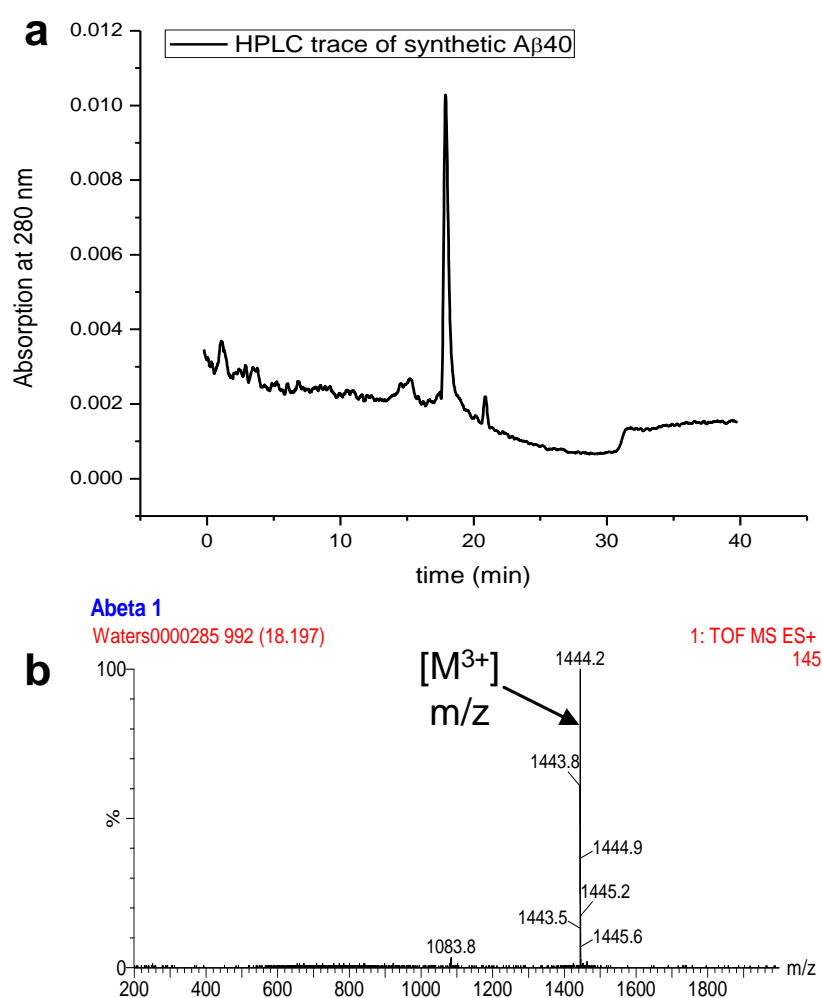 a
HPLC trace of synthetic Aβ40
0.012
0.010
0.008
0.006
0.004
0.002
0.000
Absorption at 280 nm
0 10 20 30 40
time (min)
Abeta 1
Waters0000285 992 (18.197)
1: TOF MS ES+
145
b
100
%
0
[M³⁺]
m/z
1444.2
1443.8
1444.9
1445.2
1443.5
1445.6
1083.8
m/z
200 400 600 800 1000 1200 1400 1600 1800